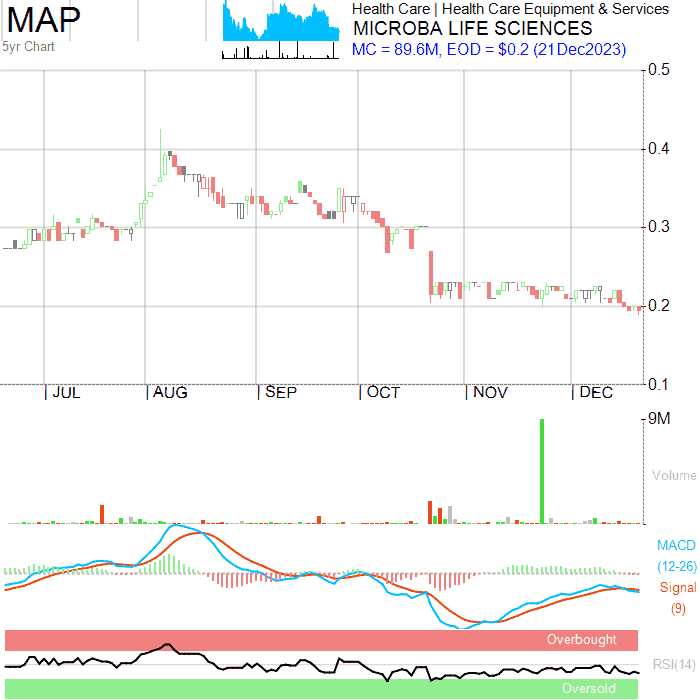 MAP
5yr Chart
Health Care | Health Care Equipment & Services
MICROBA LIFE SCIENCES
MC = 89.6M, EOD = $0.2 (21Dec2023)
0.5
0.4
0.3
0.2
0.1
JUL
AUG
SEP
OCT
NOV
DEC
9M
Volume
MACD
(12-26)
Signal
(9)
Overbought
RSI(14)
Oversold